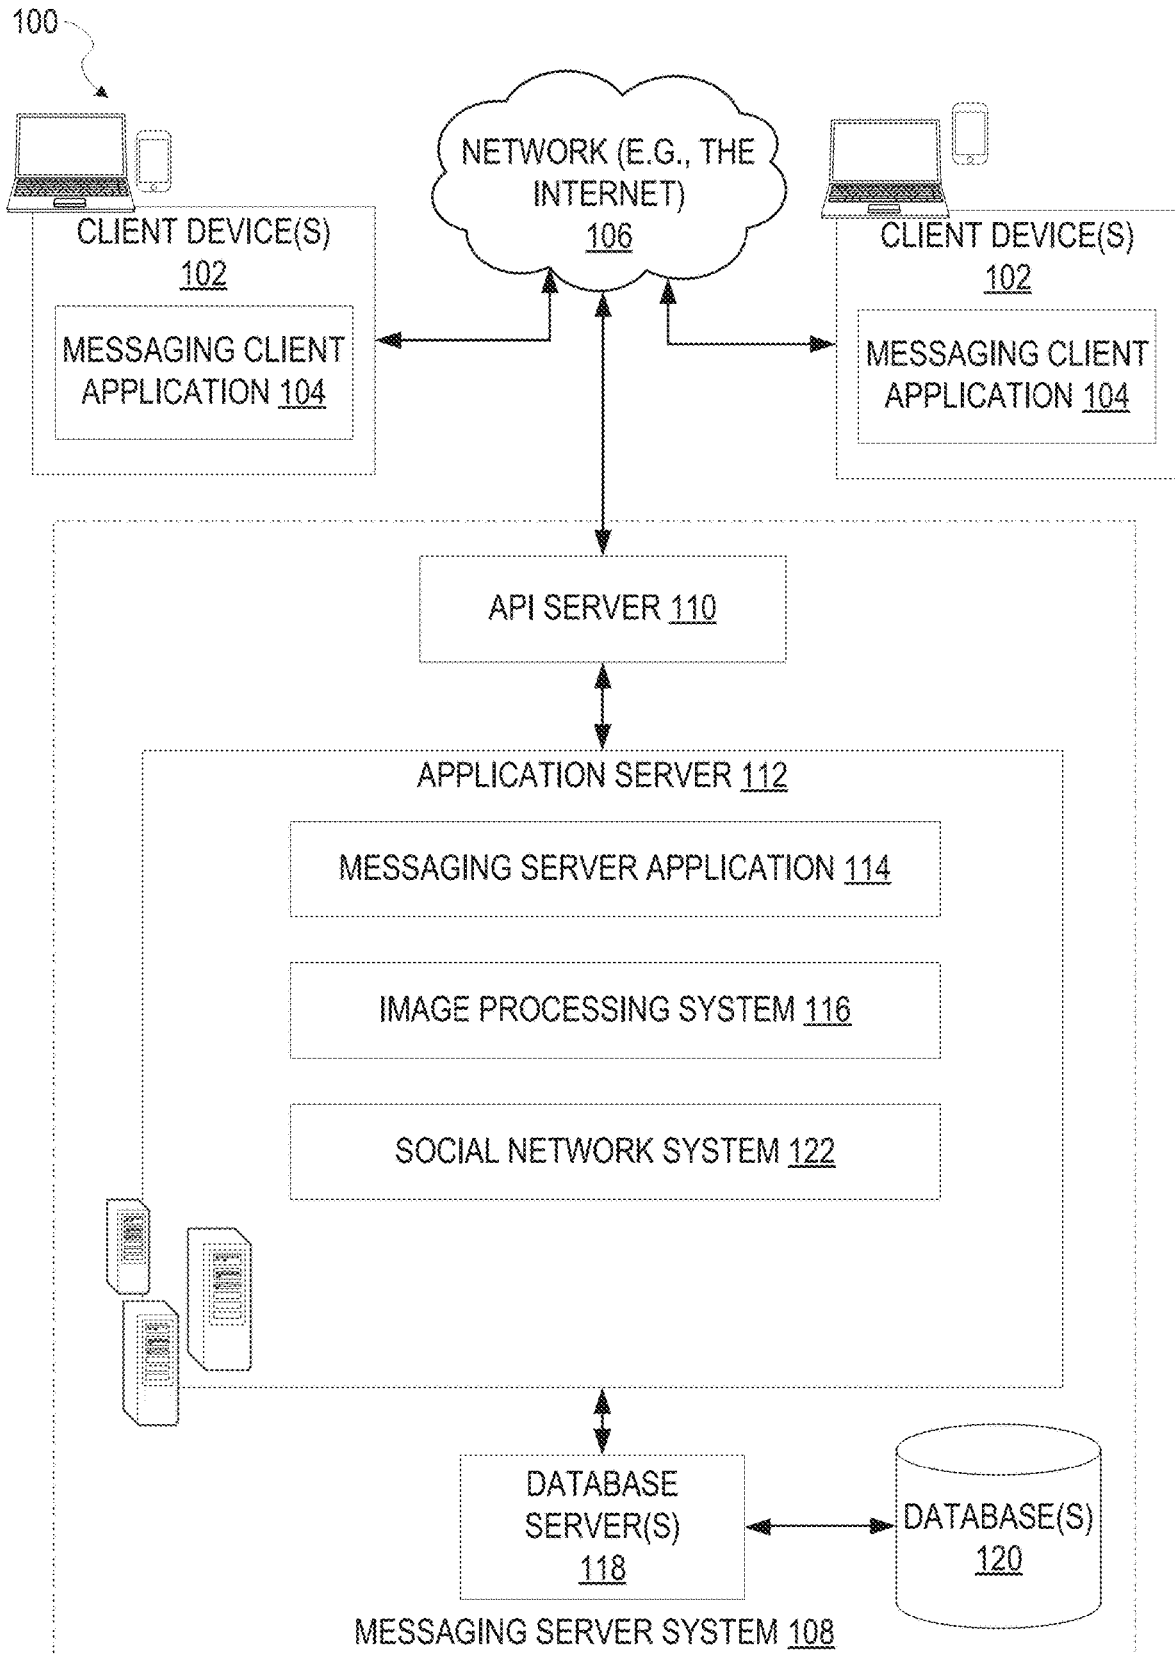 100
NETWORK (E.G., THE
INTERNET)
106
CLIENT DEVICE(S)
102
MESSAGING CLIENT
APPLICATION 104
CLIENT DEVICE(S)
102
MESSAGING CLIENT
APPLICATION 104
API SERVER 110
APPLICATION SERVER 112
MESSAGING SERVER APPLICATION 114
IMAGE PROCESSING SYSTEM 116
SOCIAL NETWORK SYSTEM 122
DATABASE
SERVER(S)
118
DATABASE(S)
120
MESSAGING SERVER SYSTEM 108